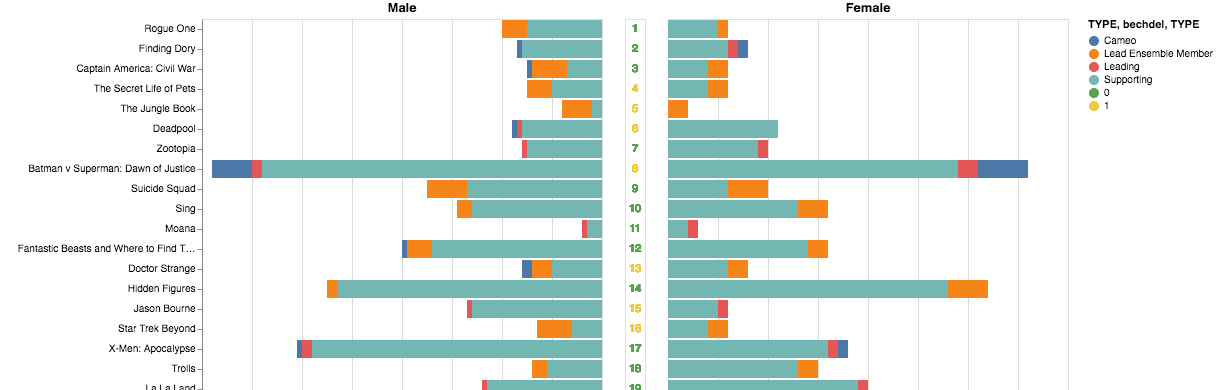 Male Female
TYPE, bechdel, TYPE
Cameo
Lead Ensemble Member
Leading
Supporting
0
1
Rogue One 1
Finding Dory 2
Captain America: Civil War 3
The Secret Life of Pets 4
The Jungle Book 5
Deadpool 6
Zootopia 7
Batman v Superman: Dawn of Justice 8
Suicide Squad 9
Sing 10
Moana 11
Fantastic Beasts and Where to Find T… 12
Doctor Strange 13
Hidden Figures 14
Jason Bourne 15
Star Trek Beyond 16
X-Men: Apocalypse 17
Trolls 18
La La Land 19